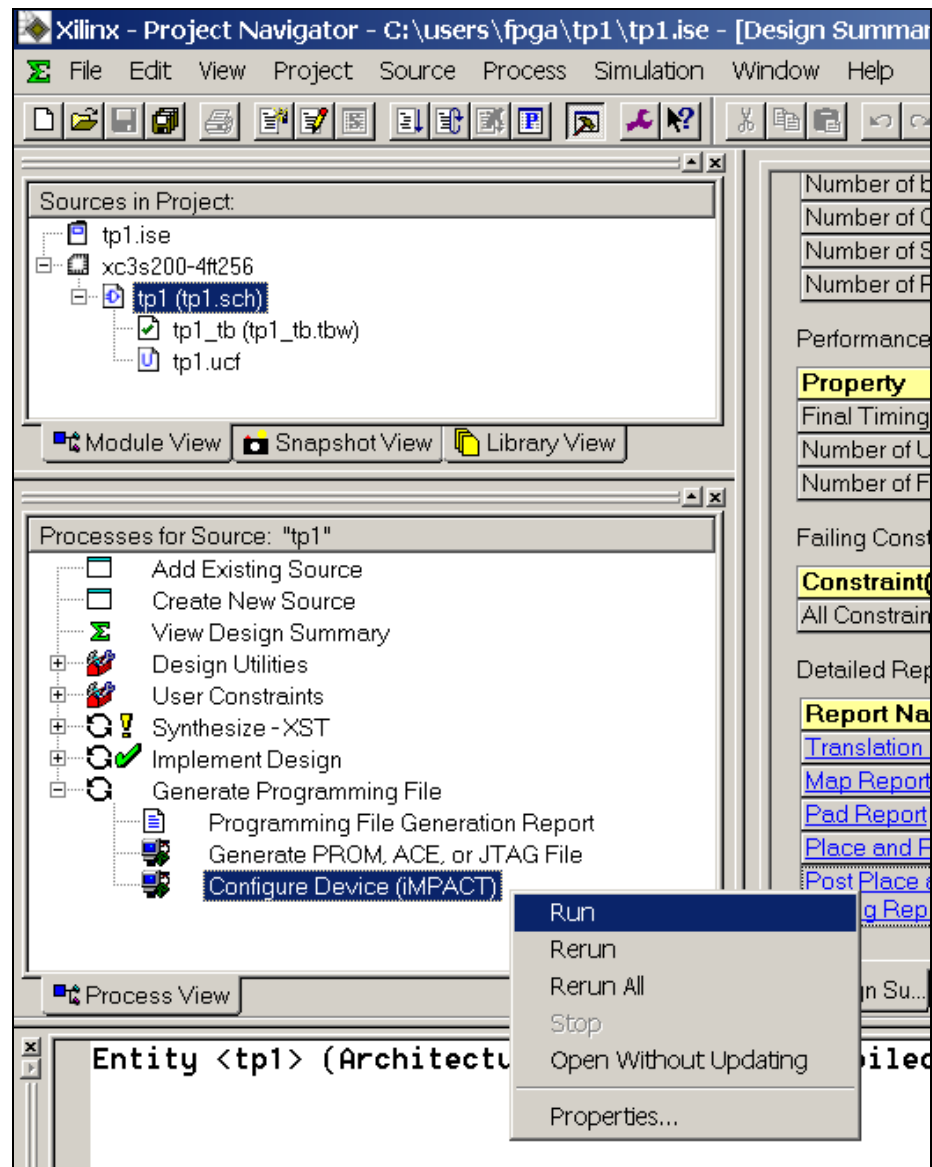 Xilinx - Project Navigator - C:\users\fpga\tp1\tp1.ise - [Design Summar
File Edit View Project Source Process Simulation Window Help
Sources in Project:
tp1.ise
xc3s200-4ft256
tp1 (tp1.sch)
tp1_tb (tp1_tb.tbw)
tp1.ucf
Module View Snapshot View Library View
Processes for Source: "tp1"
Add Existing Source
Create New Source
View Design Summary
Design Utilities
User Constraints
Synthesize - XST
Implement Design
Generate Programming File
Programming File Generation Report
Generate PROM, ACE, or JTAG File
Configure Device (iMPACT)
Process View
Number of b
Number of
Number of S
Number of F
Performance
Property
Final Timing
Number of U
Number of F
Failing Const
Constraint(
All Constrain
Detailed Rep
Report Na
Translation
Map Report
Pad Report
Place and
Post Place
g Rep
gn Su...
Run
Rerun
Rerun All
Stop
Open Without Updating
Properties...
Entity <tp1> (Architectu piled